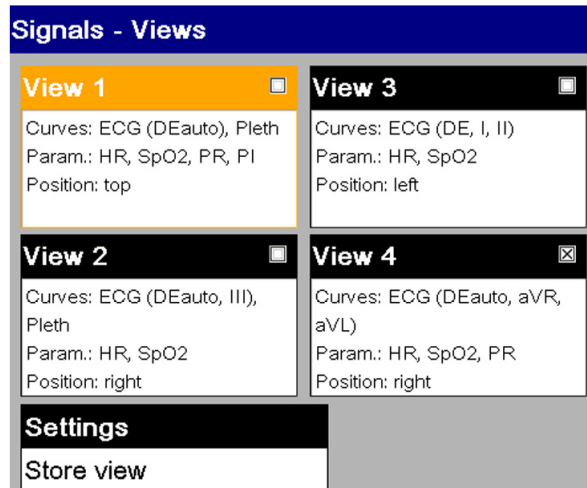 Signals - Views
View 1
Curves: ECG (DEauto), Pleth
Param.: HR, SpO2, PR, PI
Position: top
View 3
Curves: ECG (DE, I, II)
Param.: HR, SpO2
Position: left
View 2
Curves: ECG (DEauto, III),
Pleth
Param.: HR, SpO2
Position: right
View 4
Curves: ECG (DEauto, aVR,
aVL)
Param.: HR, SpO2, PR
Position: right
Settings
Store view